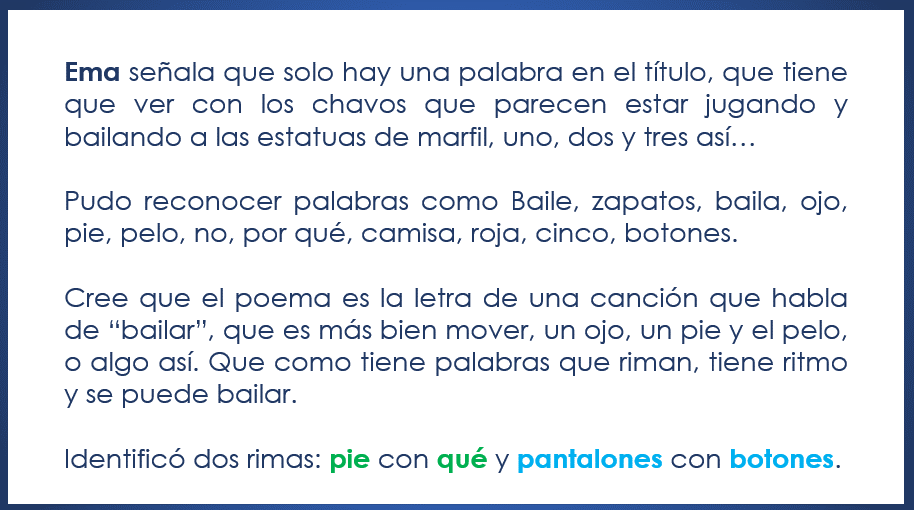 Ema señala que solo hay una palabra en el título, que tiene
que ver con los chavos que parecen estar jugando y
bailando a las estatuas de marfil, uno, dos y tres así…
Pudo reconocer palabras como Baile, zapatos, baila, ojo,
pie, pelo, no, por qué, camisa, roja, cinco, botones.
Cree que el poema es la letra de una canción que habla
de “bailar”, que es más bien mover, un ojo, un pie y el pelo,
o algo así. Que como tiene palabras que riman, tiene ritmo
y se puede bailar.
Identificó dos rimas: pie con qué y pantalones con botones.